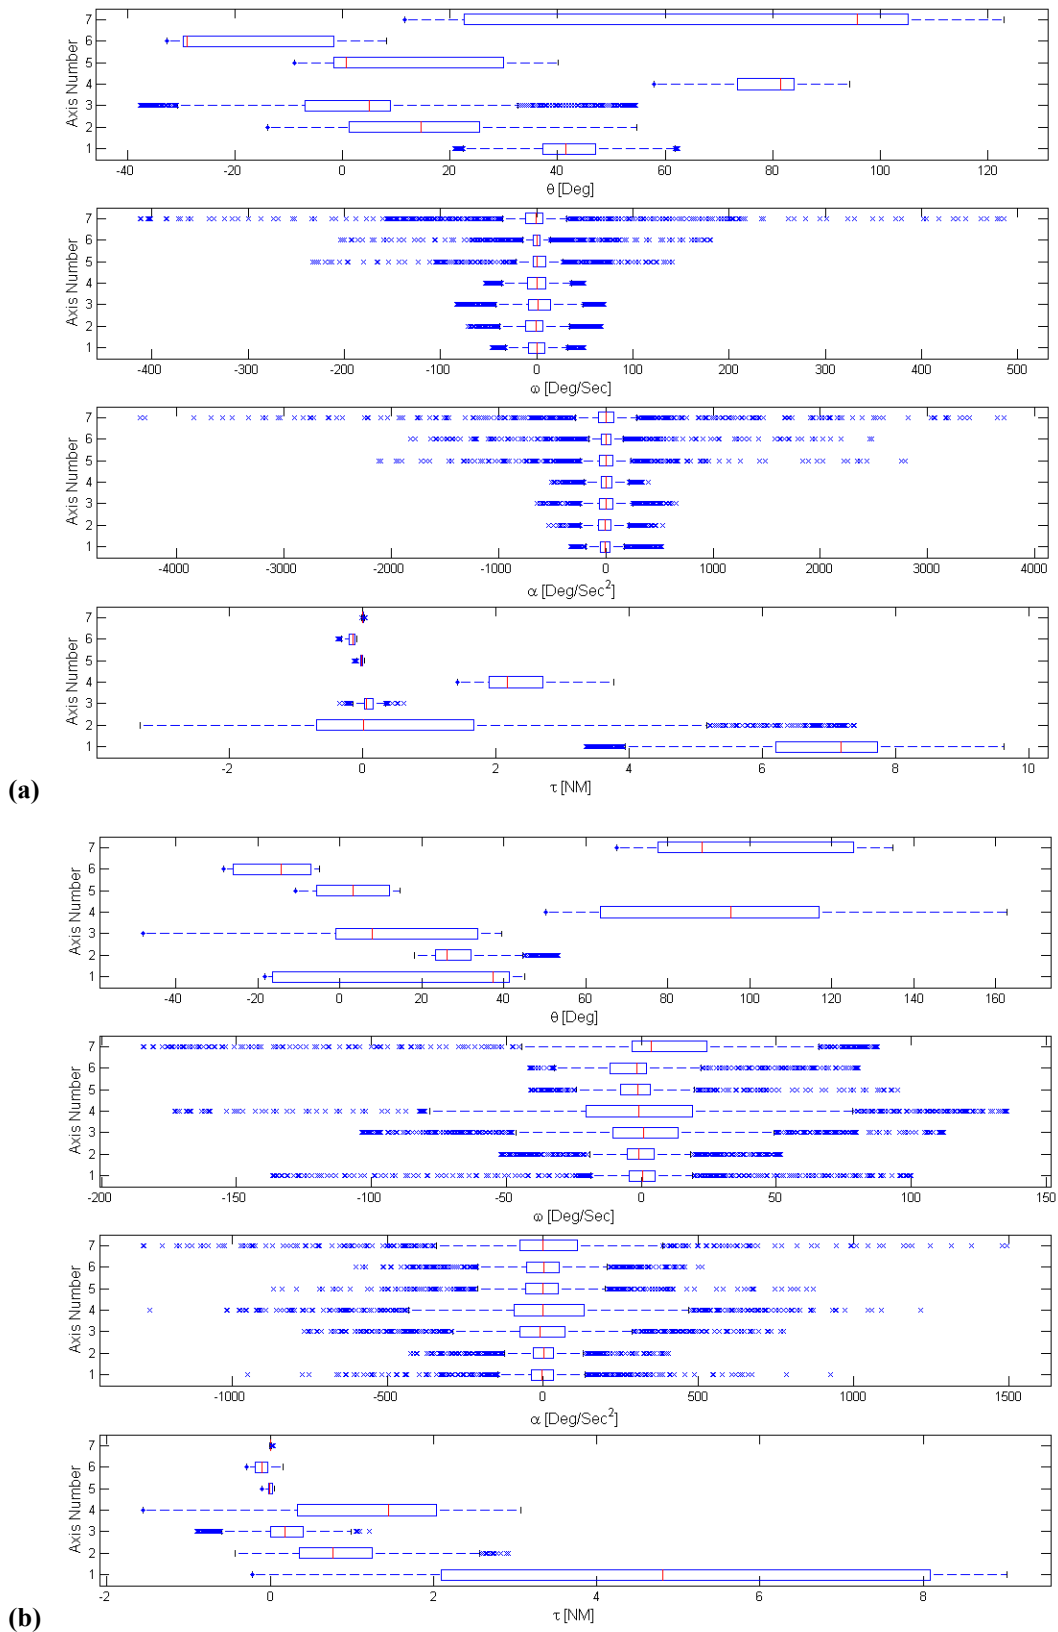 7
6
5
4
3
2
1
Axis Number
-40 -20 0 20 40 60 80 100 120
θ [Deg]
7
6
5
4
3
2
1
Axis Number
-400 -300 -200 -100 0 100 200 300 400 500
ω [Deg/Sec]
7
6
5
4
3
2
1
Axis Number
-4000 -3000 -2000 -1000 0 1000 2000 3000 4000
α [Deg/Sec²]
7
6
5
4
3
2
1
Axis Number
-2 0 2 4 6 8 10
τ [NM]
(a)
7
6
5
4
3
2
1
Axis Number
-40 -20 0 20 40 60 80 100 120 140 160
θ [Deg]
7
6
5
4
3
2
1
Axis Number
-200 -150 -100 -50 0 50 100 150
ω [Deg/Sec]
7
6
5
4
3
2
1
Axis Number
-1000 -500 0 500 1000 1500
α [Deg/Sec²]
7
6
5
4
3
2
1
Axis Number
-2 0 2 4 6 8
τ [NM]
(b)